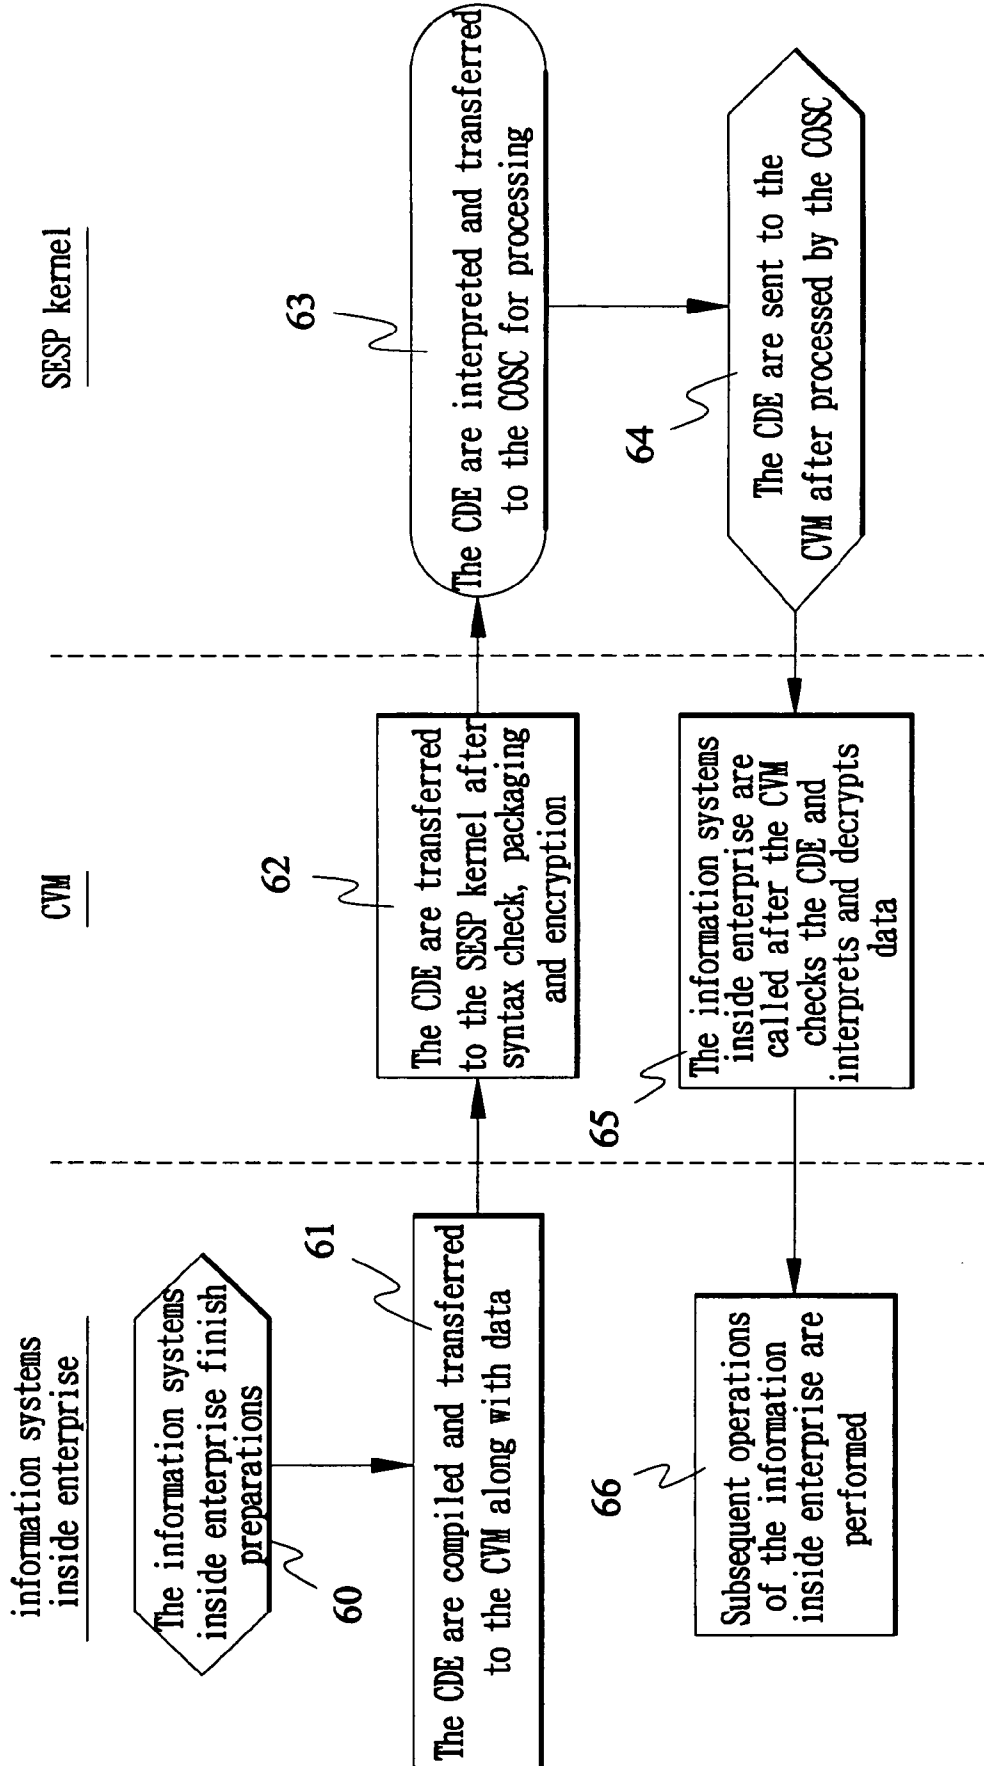 information systems
inside enterprise
CVM
SESP kernel
The information systems
inside enterprise finish
preparations
60
The CDE are compiled and transferred
to the CVM along with data
61
The CDE are transferred
to the SESP kernel after
syntax check, packaging
and encryption
62
The CDE are interpreted and transferred
to the COSC for processing
63
The CDE are sent to the
CVM after processed by the COSC
64
The information systems
inside enterprise are
called after the CVM
checks the CDE and
interprets and decrypts
data
65
Subsequent operations
of the information
inside enterprise are
performed
66